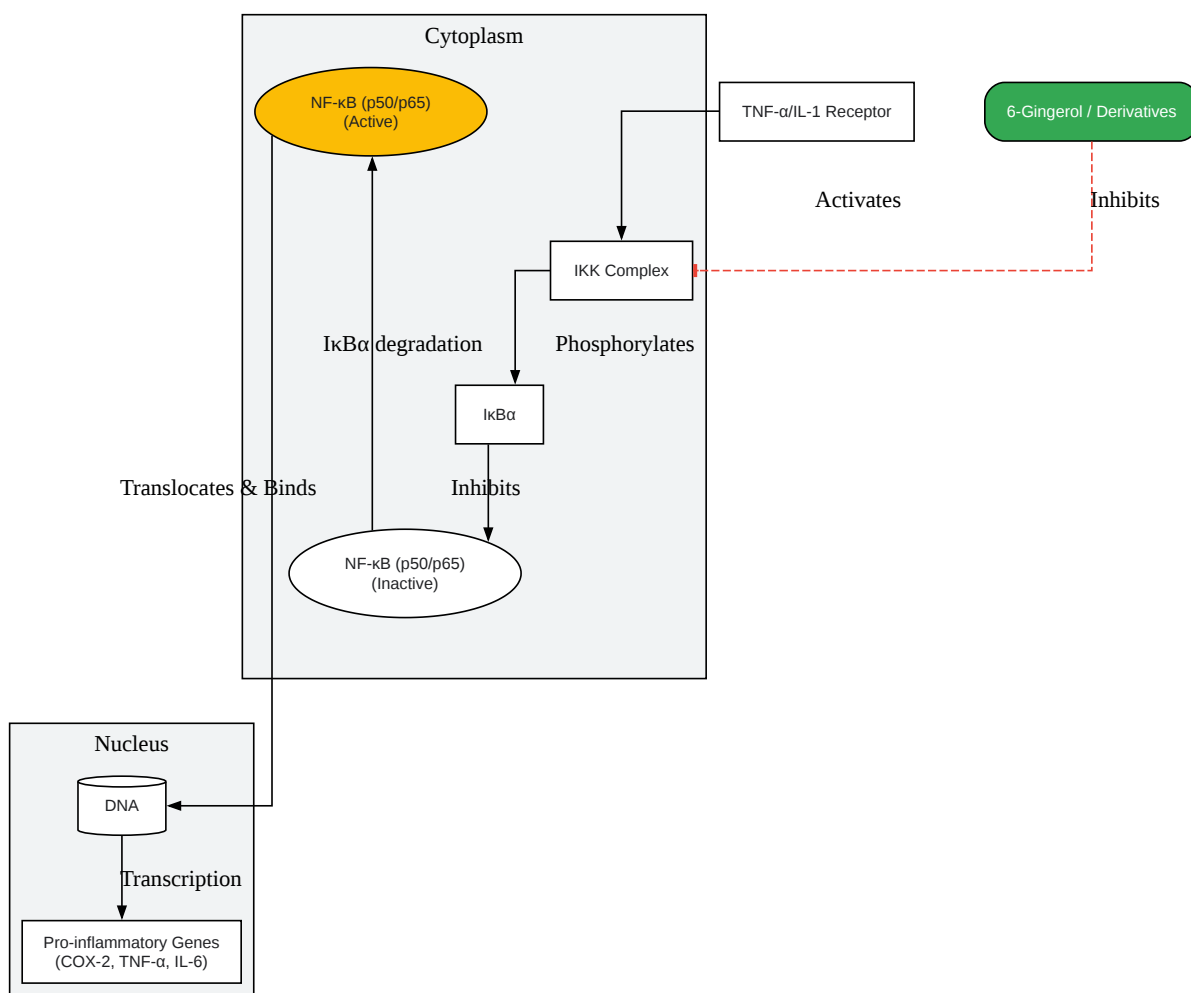 Cytoplasm
NF-κB (p50/p65)
(Active)
TNF-α/IL-1 Receptor
6-Gingerol / Derivatives
Activates
Inhibits
IKK Complex
IκBα degradation
Phosphorylates
IκBα
Translocates & Binds
Inhibits
NF-κB (p50/p65)
(Inactive)
Nucleus
DNA
Transcription
Pro-inflammatory Genes
(COX-2, TNF-α, IL-6)